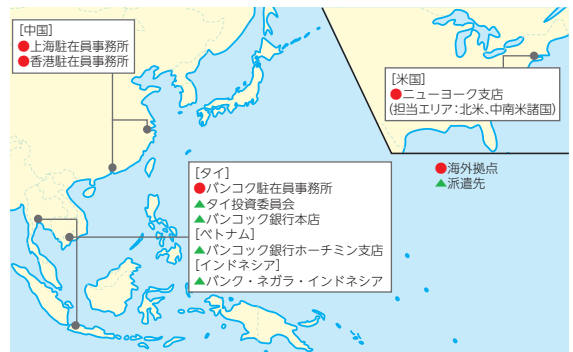 [中国]
●上海駐在員事務所
●香港駐在員事務所
[米国]
●ニューヨーク支店
(担当エリア:北米、中南米諸国)
●海外拠点
▲派遣先
[タイ]
●バンコク駐在員事務所
▲タイ投資委員会
▲バンコック銀行本店
[ベトナム]
▲バンコック銀行ホーチミン支店
[インドネシア]
▲バンク・ネガラ・インドネシア